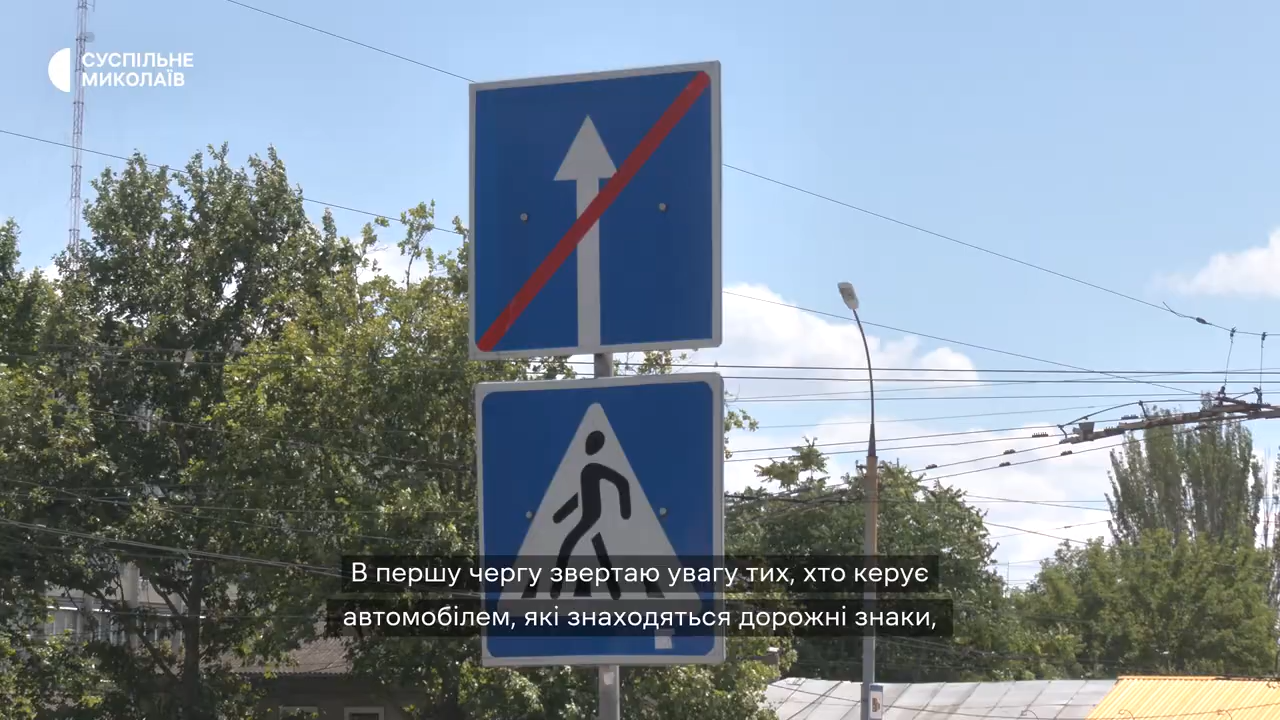 СУСПІЛЬНЕ
МИКОЛАЇВ
В першу чергу звертаю увагу тих, хто керує
автомобілем, які знаходяться дорожні знаки,